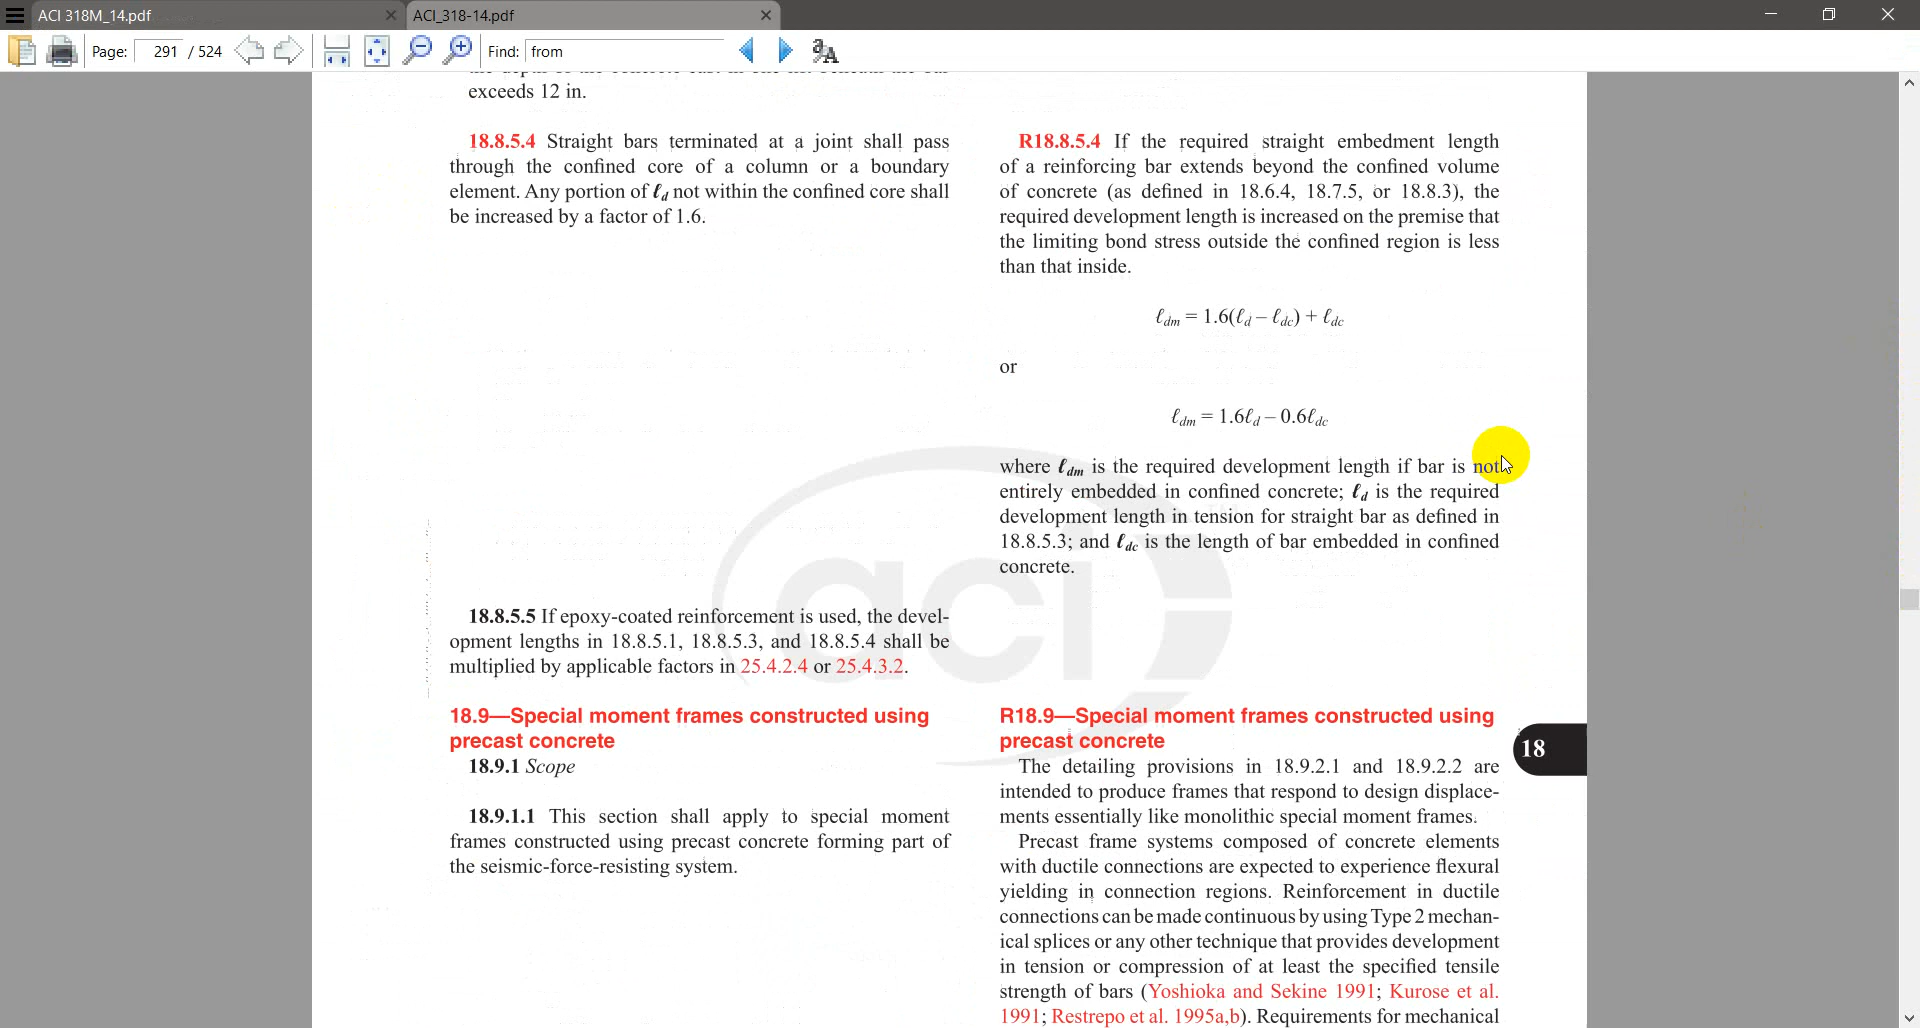 ACI 318M_14.pdf
ACI_318-14.pdf
Page: 291 / 524
Find: from
exceeds 12 in.
18.8.5.4 Straight bars terminated at a joint shall pass
through the confined core of a column or a boundary
element. Any portion of ℓd not within the confined core shall
be increased by a factor of 1.6.
18.8.5.5 If epoxy-coated reinforcement is used, the devel-
opment lengths in 18.8.5.1, 18.8.5.3, and 18.8.5.4 shall be
multiplied by applicable factors in 25.4.2.4 or 25.4.3.2.
18.9—Special moment frames constructed using
precast concrete
18.9.1 Scope
18.9.1.1 This section shall apply to special moment
frames constructed using precast concrete forming part of
the seismic-force-resisting system.
R18.8.5.4 If the required straight embedment length
of a reinforcing bar extends beyond the confined volume
of concrete (as defined in 18.6.4, 18.7.5, or 18.8.3), the
required development length is increased on the premise that
the limiting bond stress outside the confined region is less
than that inside.
ℓdm = 1.6(ℓd – ℓdc) + ℓdc
or
ℓdm = 1.6ℓd – 0.6ℓdc
where ℓdm is the required development length if bar is not
entirely embedded in confined concrete; ℓd is the required
development length in tension for straight bar as defined in
18.8.5.3; and ℓdc is the length of bar embedded in confined
concrete.
R18.9—Special moment frames constructed using
precast concrete
The detailing provisions in 18.9.2.1 and 18.9.2.2 are
intended to produce frames that respond to design displace-
ments essentially like monolithic special moment frames.
Precast frame systems composed of concrete elements
with ductile connections are expected to experience flexural
yielding in connection regions. Reinforcement in ductile
connections can be made continuous by using Type 2 mechan-
ical splices or any other technique that provides development
in tension or compression of at least the specified tensile
strength of bars (Yoshioka and Sekine 1991; Kurose et al.
1991; Restrepo et al. 1995a,b). Requirements for mechanical
18
aci